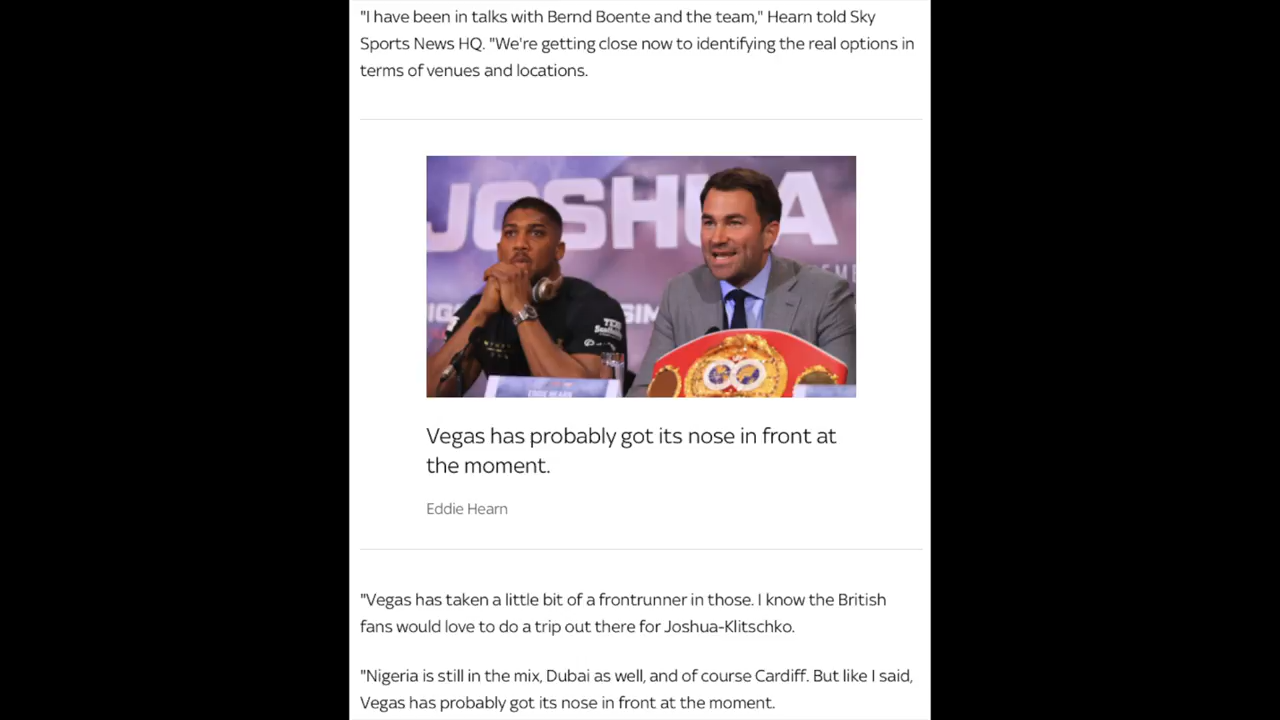 "I have been in talks with Bernd Boente and the team," Hearn told Sky
Sports News HQ. "We're getting close now to identifying the real options in
terms of venues and locations.
JOSHUA
EDDIE HEARN
Vegas has probably got its nose in front at
the moment.
Eddie Hearn
"Vegas has taken a little bit of a frontrunner in those. I know the British
fans would love to do a trip out there for Joshua-Klitschko.
"Nigeria is still in the mix, Dubai as well, and of course Cardiff. But like I said,
Vegas has probably got its nose in front at the moment.